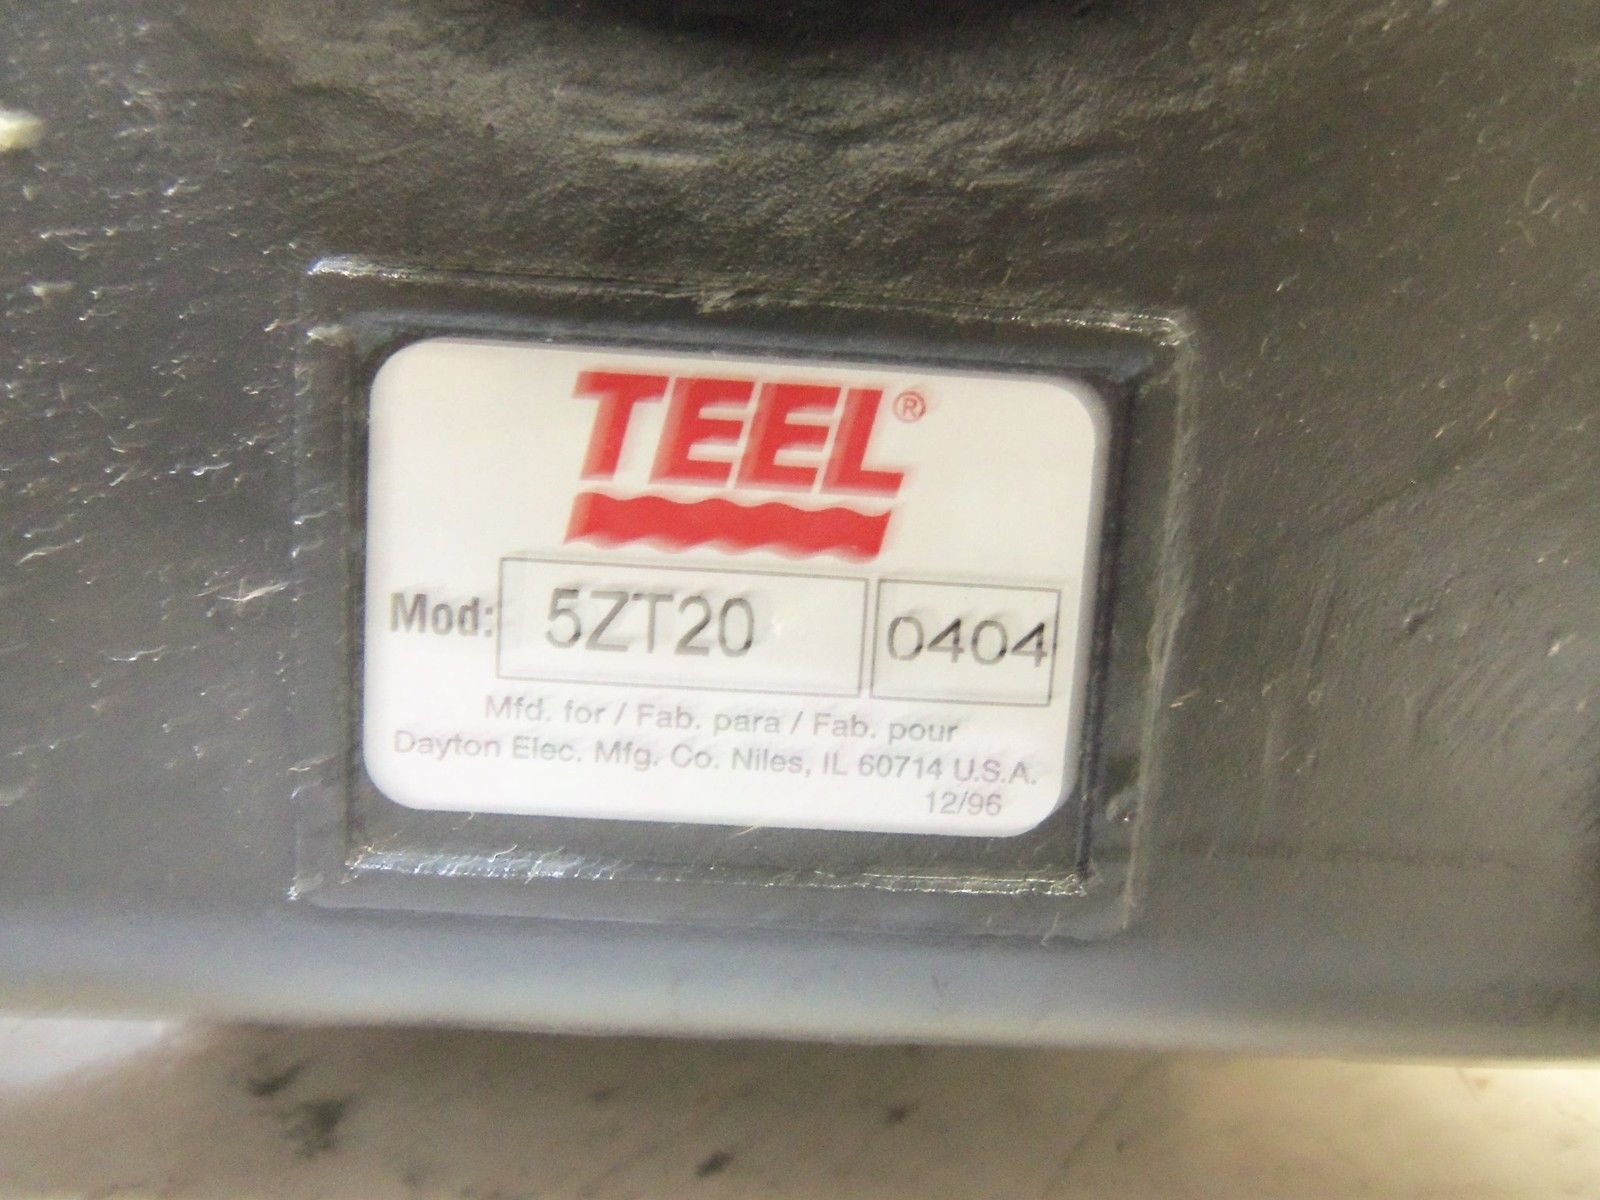 TEEL®
Mod: 5ZT20 0404
Mfd. for / Fab. para / Fab. pour
Dayton Elec. Mfg. Co. Niles, IL 60714 U.S.A.
12/96